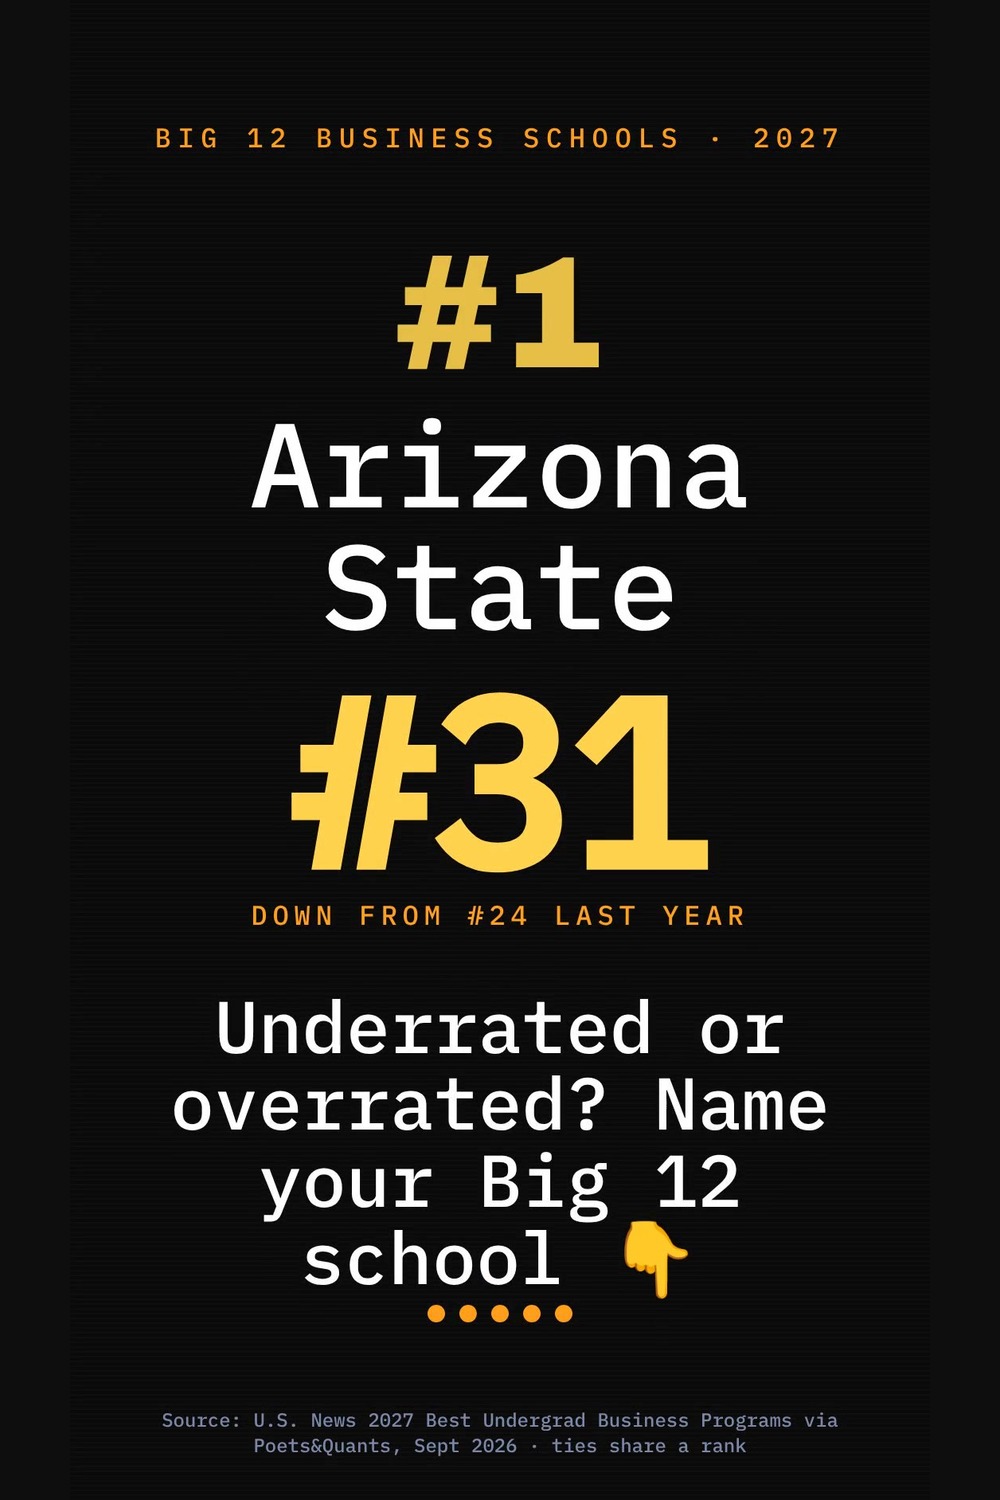 BIG 12 BUSINESS SCHOOLS · 2027
#1
Arizona
State
#31
DOWN FROM #24 LAST YEAR
Underrated or
overrated? Name
your Big 12
school 👇
Source: U.S. News 2027 Best Undergrad Business Programs via
Poets&Quants, Sept 2026 · ties share a rank